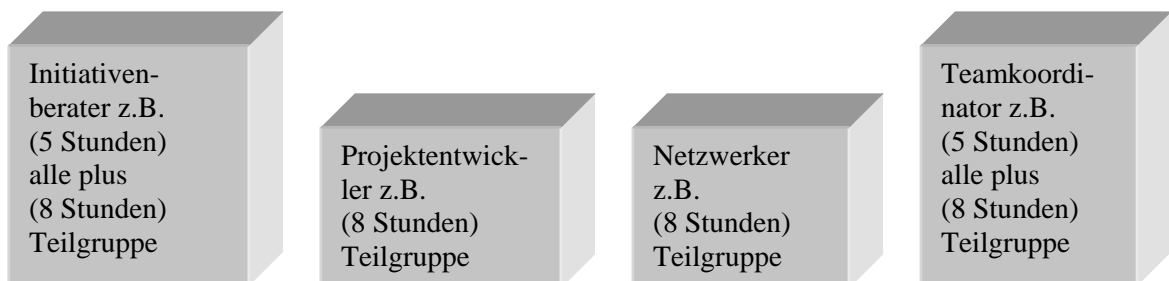 Initiativen-
berater z.B.
(5 Stunden)
alle plus
(8 Stunden)
Teilgruppe
Projektentwick-
ler z.B.
(8 Stunden)
Teilgruppe
Netzwerker
z.B.
(8 Stunden)
Teilgruppe
Teamkoordi-
nator z.B.
(5 Stunden)
alle plus
(8 Stunden)
Teilgruppe